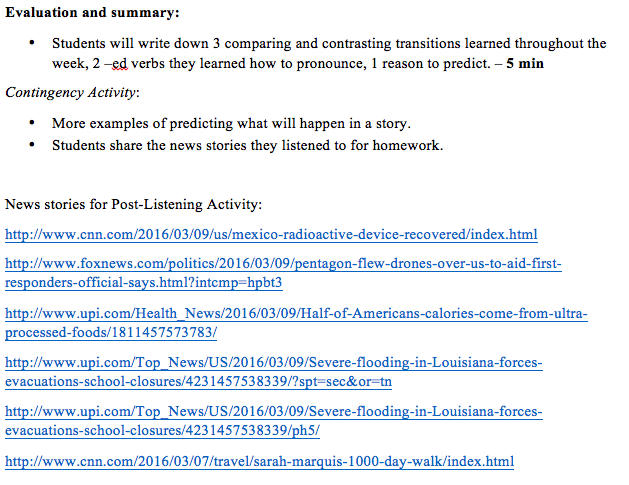 Evaluation and summary:
• Students will write down 3 comparing and contrasting transitions learned throughout the
week, 2 –ed verbs they learned how to pronounce, 1 reason to predict. – 5 min
Contingency Activity:
• More examples of predicting what will happen in a story.
• Students share the news stories they listened to for homework.
News stories for Post-Listening Activity:
http://www.cnn.com/2016/03/09/us/mexico-radioactive-device-recovered/index.html
http://www.foxnews.com/politics/2016/03/09/pentagon-flew-drones-over-us-to-aid-first-
responders-official-says.html?intcmp=hpbt3
http://www.upi.com/Health_News/2016/03/09/Half-of-Americans-calories-come-from-ultra-
processed-foods/1811457573783/
http://www.upi.com/Top_News/US/2016/03/09/Severe-flooding-in-Louisiana-forces-
evacuations-school-closures/4231457538339/?spt=sec&or=tn
http://www.upi.com/Top_News/US/2016/03/09/Severe-flooding-in-Louisiana-forces-
evacuations-school-closures/4231457538339/ph5/
http://www.cnn.com/2016/03/07/travel/sarah-marquis-1000-day-walk/index.html